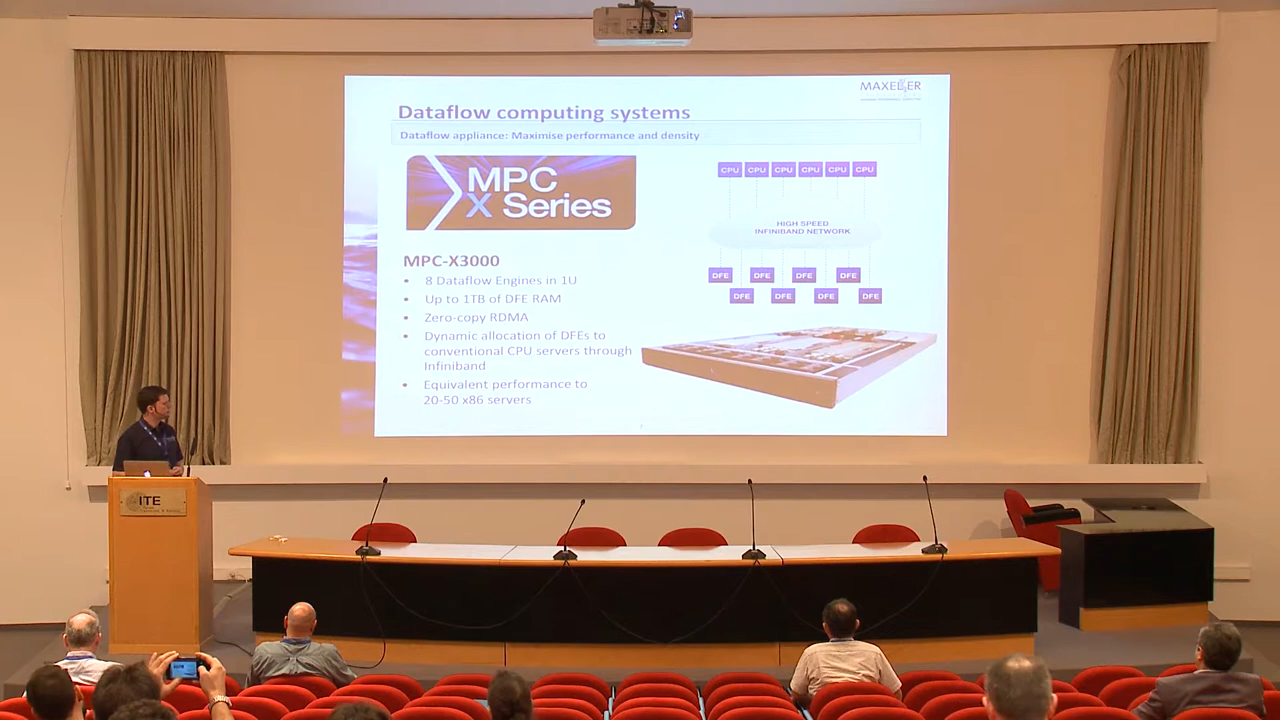 MAXELER
Dataflow computing systems
Dataflow appliance: Maximise performance and density
MPC
X Series
CPU CPU CPU CPU CPU CPU
HIGH SPEED
INFINIBAND NETWORK
DFE DFE DFE DFE
DFE DFE DFE DFE
MPC-X3000
• 8 Dataflow Engines in 1U
• Up to 1TB of DFE RAM
• Zero-copy RDMA
• Dynamic allocation of DFEs to
conventional CPU servers through
Infiniband
• Equivalent performance to
20-50 x86 servers
ITE